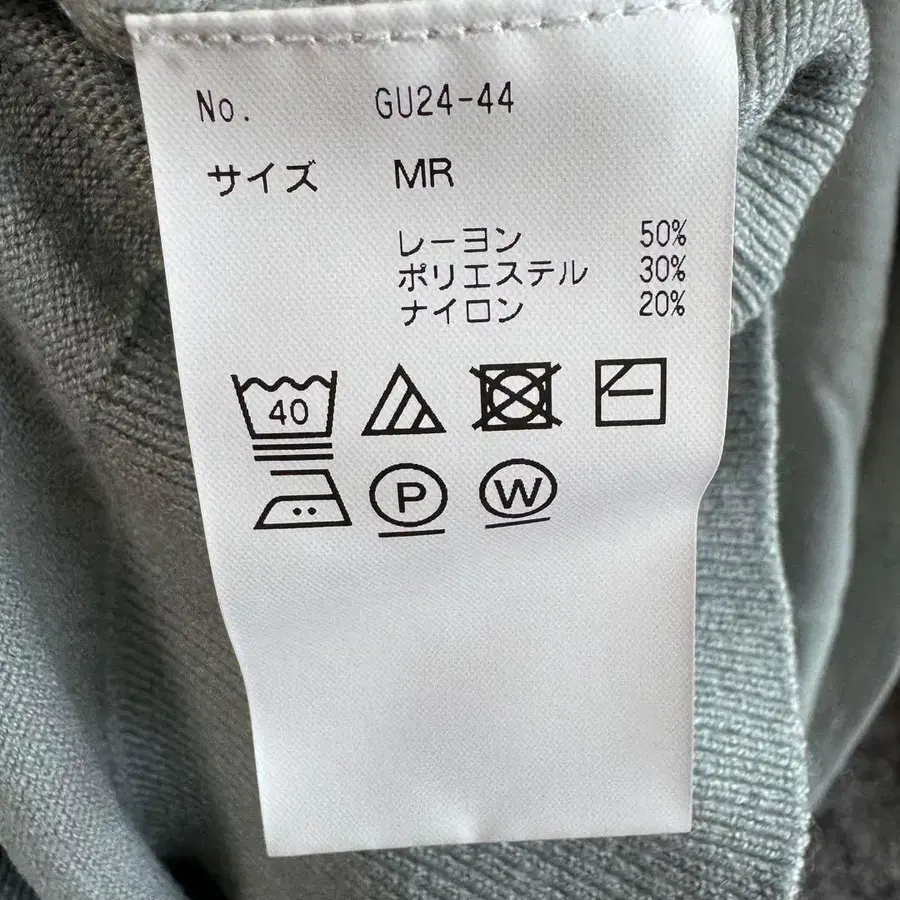 No. GU24-44
サイズ MR
レーヨン 50%
ポリエステル 30%
ナイロン 20%
40
P W